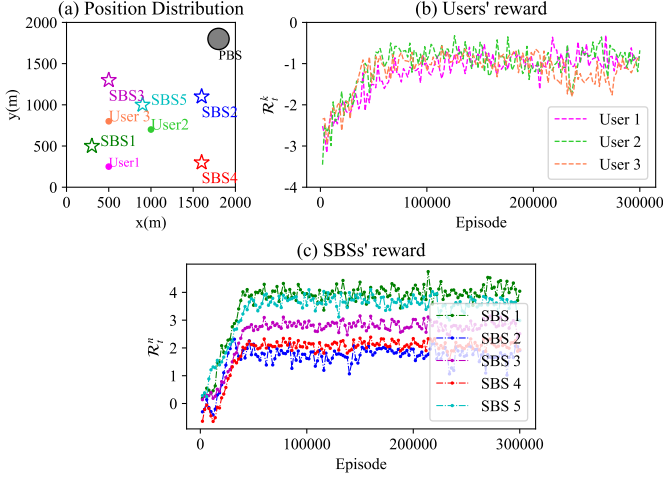 (a) Position Distribution
2000
1500
1000
500
0
y(m)
0
500
1000
1500
2000
x(m)
PBS
SBS3
SBS5
SBS2
User 3
User2
SBS1
User1
SBS4
(b) Users' reward
0
-1
-2
-3
-4
R_t^k
0
100000
200000
300000
Episode
User 1
User 2
User 3
(c) SBSs' reward
4
3
2
1
0
R_t^n
0
100000
200000
300000
Episode
SBS 1
SBS 2
SBS 3
SBS 4
SBS 5